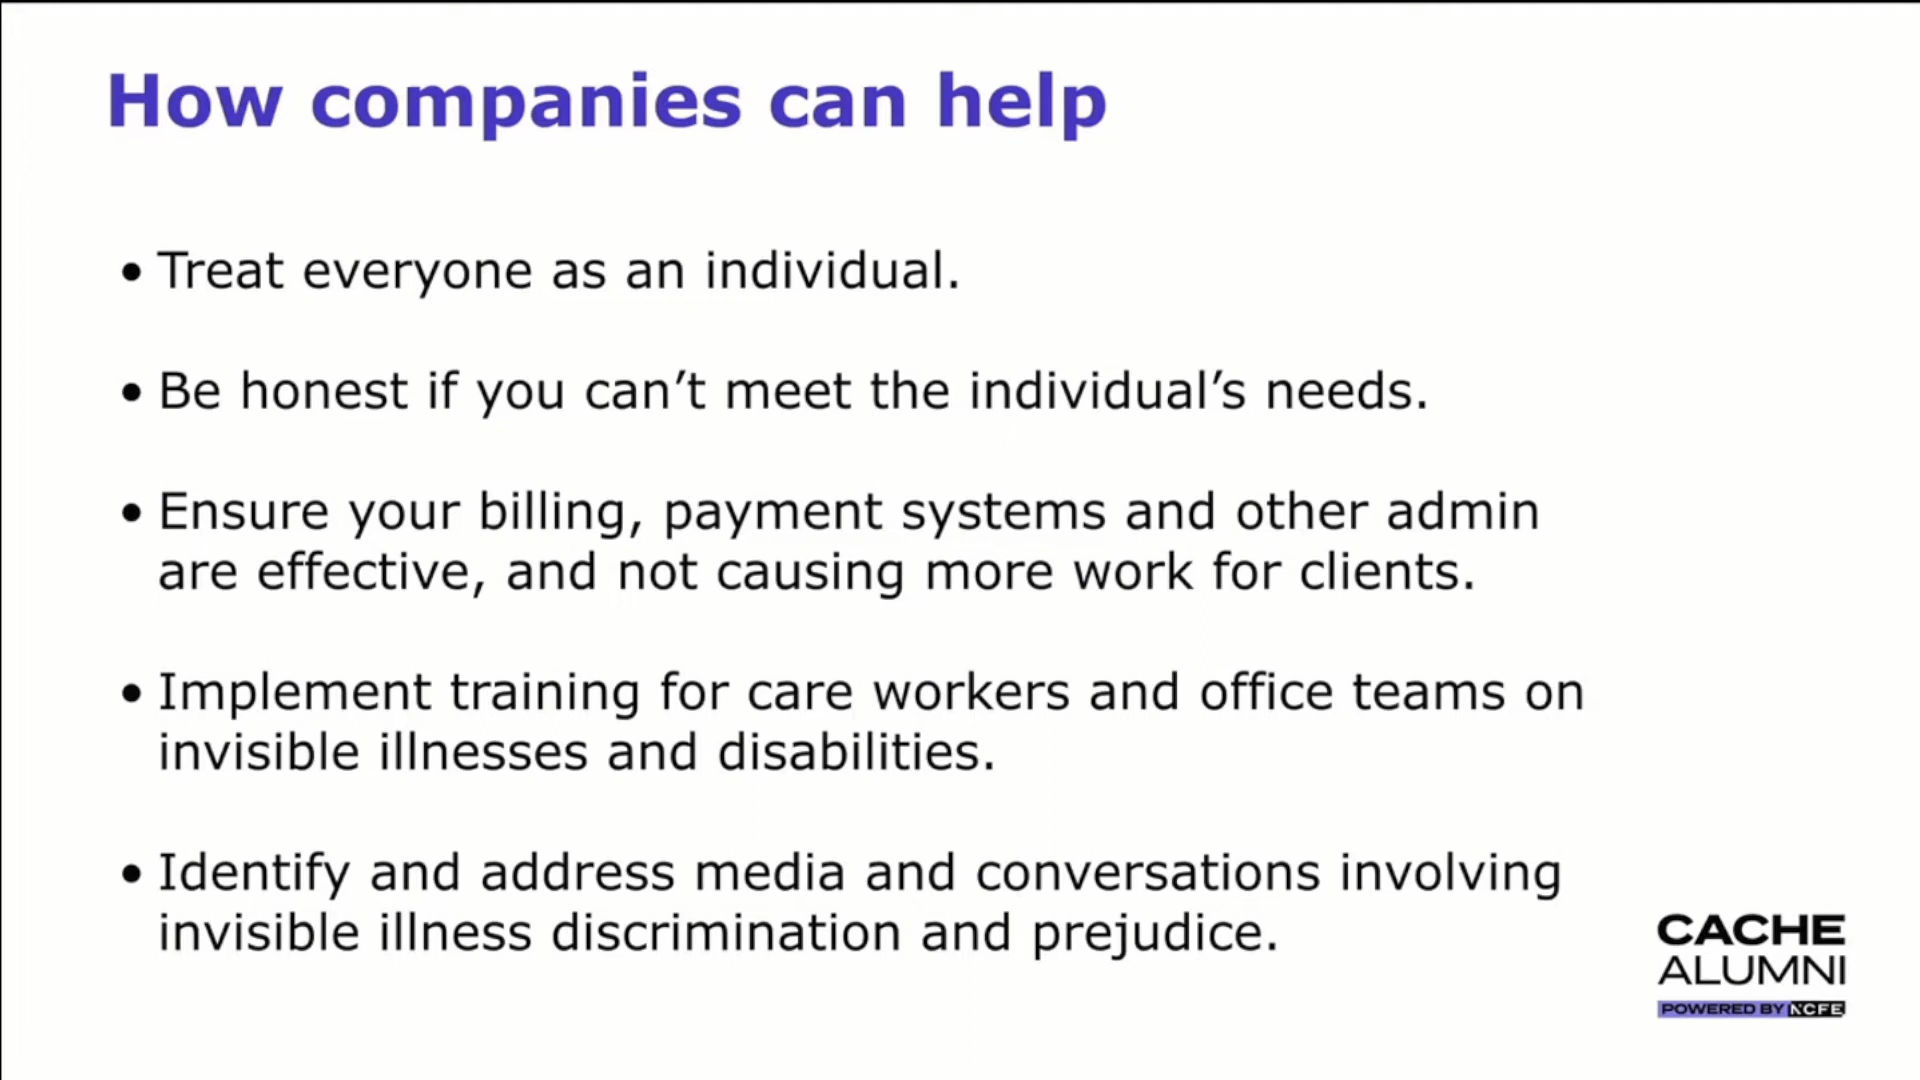 How companies can help
• Treat everyone as an individual.
• Be honest if you can’t meet the individual’s needs.
• Ensure your billing, payment systems and other admin
are effective, and not causing more work for clients.
• Implement training for care workers and office teams on
invisible illnesses and disabilities.
• Identify and address media and conversations involving
invisible illness discrimination and prejudice.
CACHE
ALUMNI
POWERED BY NCFE